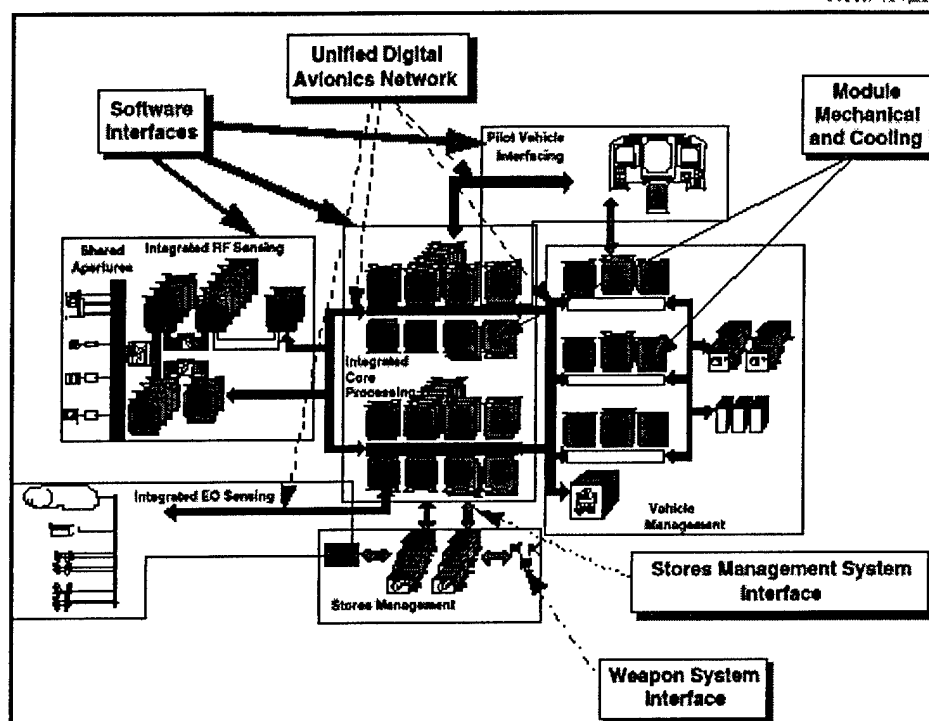 Unified Digital
Avionics Network
Software
Interfaces
Module
Mechanical
and Cooling
Pilot Vehicle
Interfacing
Shared
Apertures
Integrated RF Sensing
Integrated
Core
Processing
Integrated EO Sensing
Vehicle
Management
Stores Management
Stores Management System
Interface
Weapon System
Interface